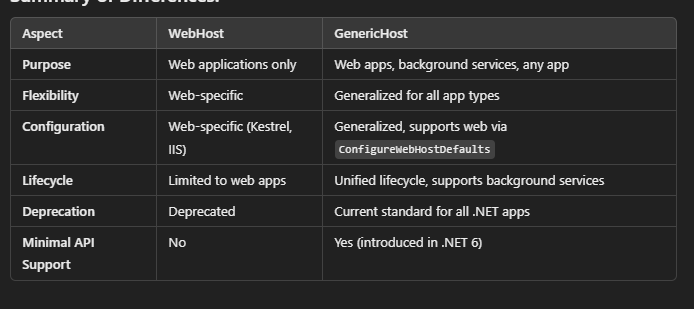 Summary of Differences:
Aspect WebHost GenericHost
Purpose Web applications only Web apps, background services, any app
Flexibility Web-specific Generalized for all app types
Configuration Web-specific (Kestrel, Generalized, supports web via
IIS) ConfigureWebHostDefaults
Lifecycle Limited to web apps Unified lifecycle, supports background services
Deprecation Deprecated Current standard for all .NET apps
Minimal API No Yes (introduced in .NET 6)
Support